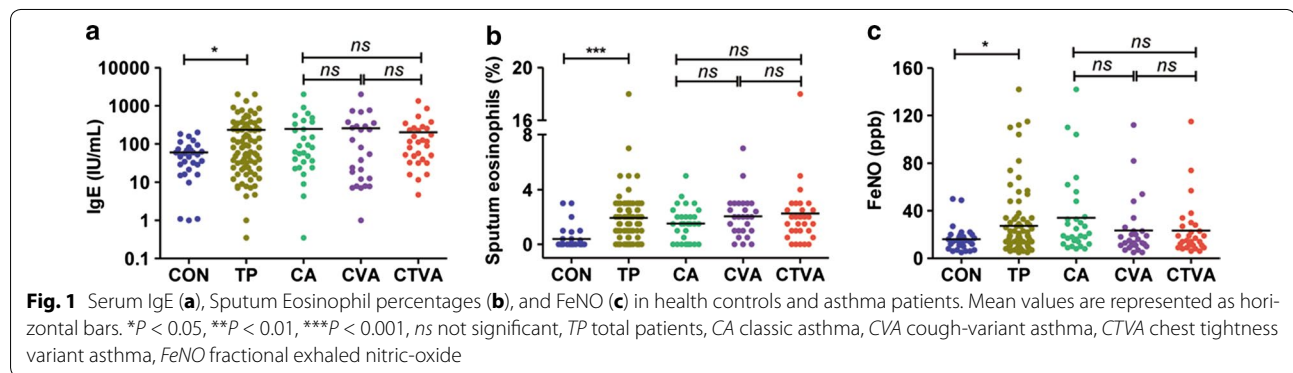 a
*
ns
ns
ns
IgE (IU/mL)
10000
1000
100
10
1
0.1
CON TP CA CVA CTVA
b
***
ns
ns
ns
Sputum eosinophils (%)
20
16
8
4
0
CON TP CA CVA CTVA
c
*
ns
ns
ns
FeNO (ppb)
160
120
80
40
0
CON TP CA CVA CTVA
Fig. 1 Serum IgE (a), Sputum Eosinophil percentages (b), and FeNO (c) in health controls and asthma patients. Mean values are represented as hori-
zontal bars. *P < 0.05, **P < 0.01, ***P < 0.001, ns not significant, TP total patients, CA classic asthma, CVA cough-variant asthma, CTVA chest tightness
variant asthma, FeNO fractional exhaled nitric-oxide